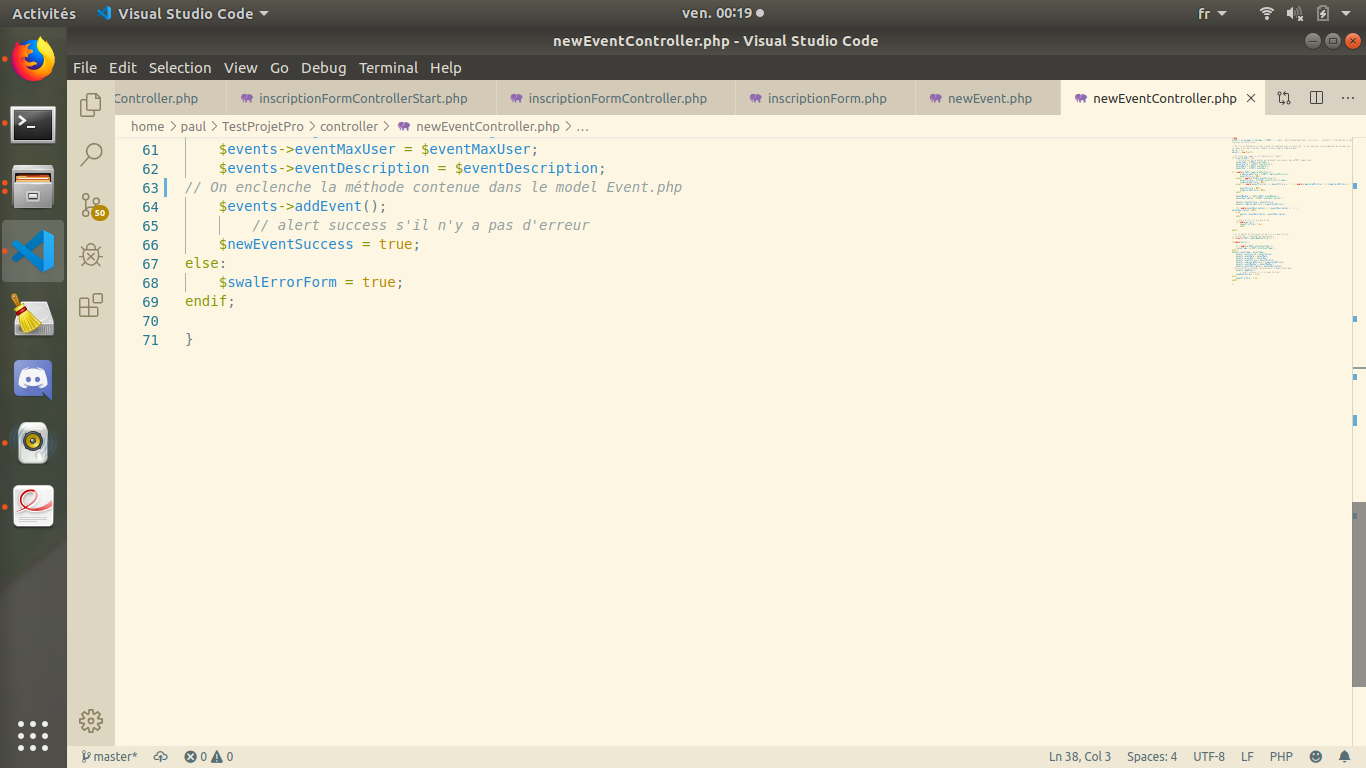 Activités
Visual Studio Code
ven. 00:19
fr
newEventController.php - Visual Studio Code
File Edit Selection View Go Debug Terminal Help
Controller.php
inscriptionFormControllerStart.php
inscriptionFormController.php
inscriptionForm.php
newEvent.php
newEventController.php
home > paul > TestProjetPro > controller > newEventController.php > ...
61 $events->eventMaxUser = $eventMaxUser;
62 $events->eventDescription = $eventDescription;
63 // On enclenche la méthode contenue dans le model Event.php
64 $events->addEvent();
65 // alert success s'il n'y a pas d'erreur
66 $newEventSuccess = true;
67 else:
68 $swalErrorForm = true;
69 endif;
70
71 }
50
master* 0 0 Ln 38, Col 3 Spaces: 4 UTF-8 LF PHP